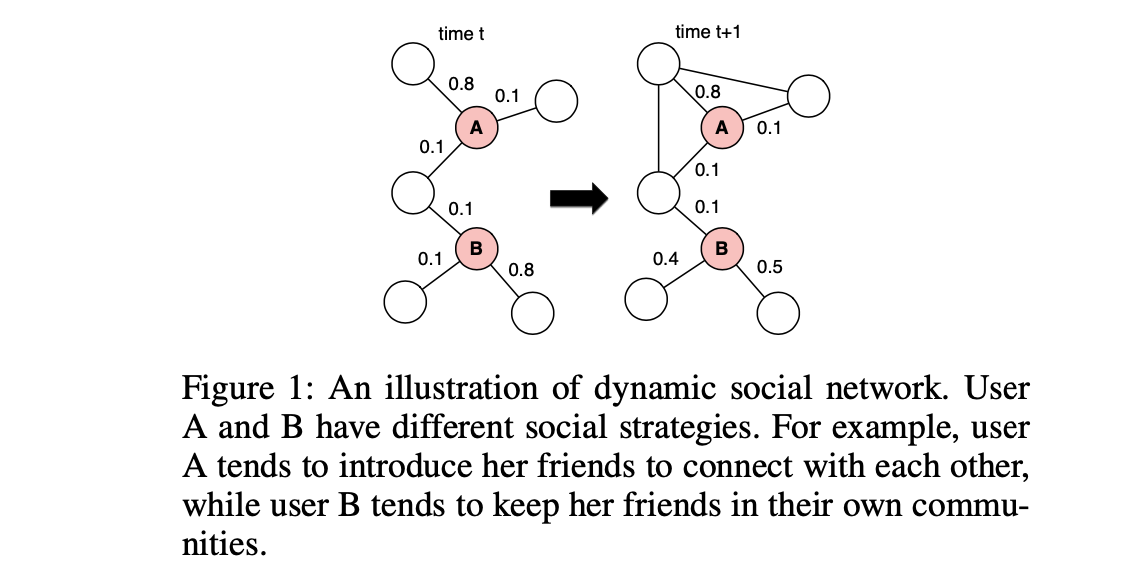 time t
time t+1
0.8
0.1
A
0.1
0.1
B
0.1
0.8
0.8
A
0.1
0.1
0.1
B
0.4
0.5
Figure 1: An illustration of dynamic social network. User
A and B have different social strategies. For example, user
A tends to introduce her friends to connect with each other,
while user B tends to keep her friends in their own commu-
nities.